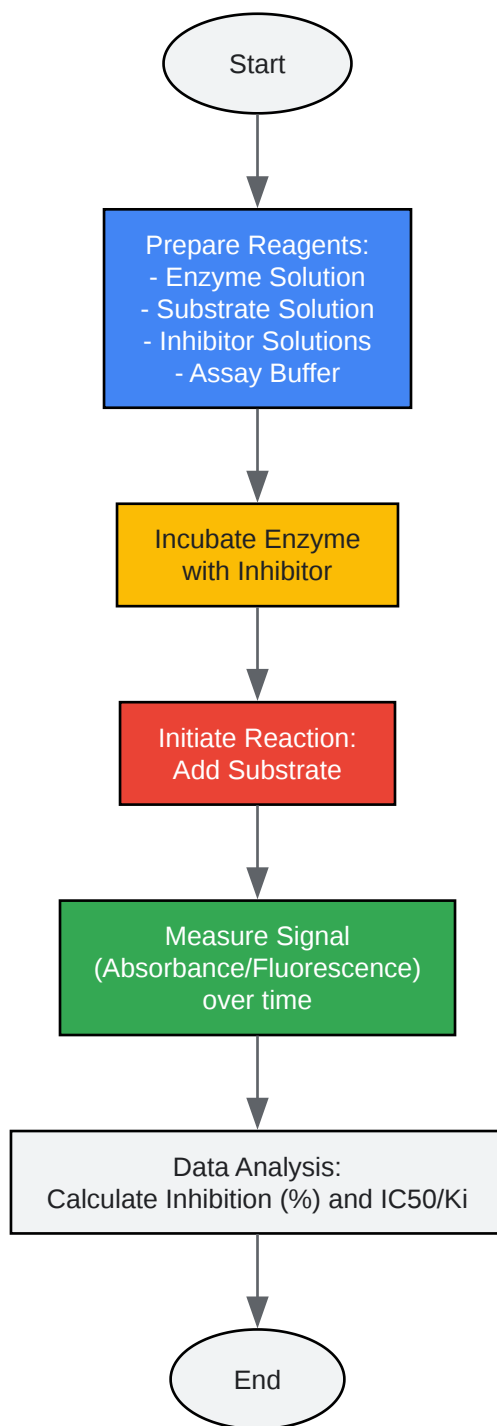 Start
Prepare Reagents:
- Enzyme Solution
- Substrate Solution
- Inhibitor Solutions
- Assay Buffer
Incubate Enzyme
with Inhibitor
Initiate Reaction:
Add Substrate
Measure Signal
(Absorbance/Fluorescence)
over time
Data Analysis:
Calculate Inhibition (%) and IC50/Ki
End